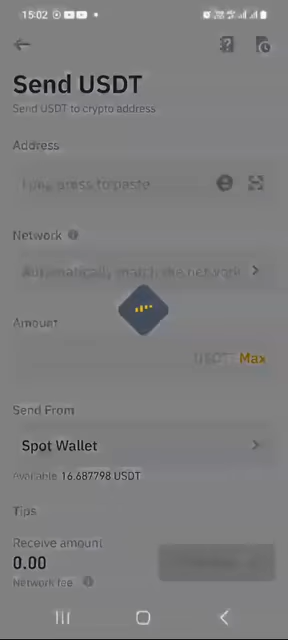 15:02
Send USDT
Send USDT to crypto address
Address
Long press to paste
Network
Automatically match the network
Amount
USDT Max
Send From
Spot Wallet
Available 16.687798 USDT
Tips
Receive amount
0.00
Network fee